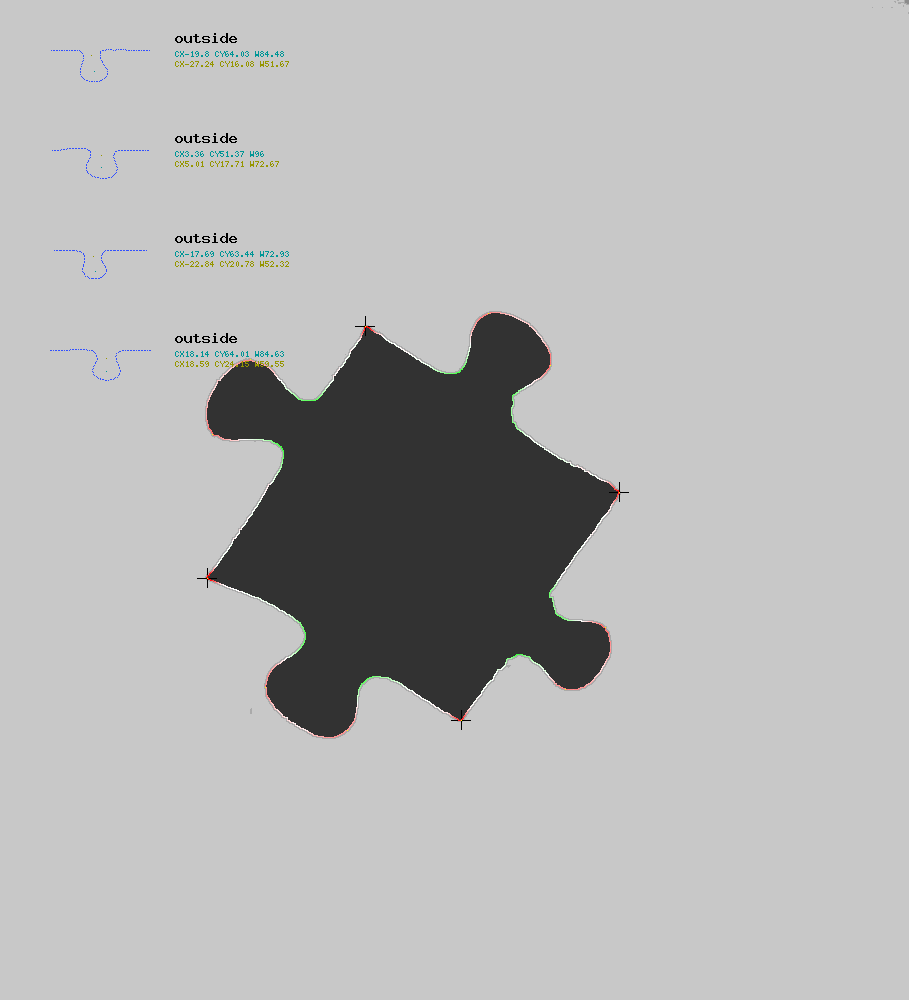 outside
CX-19.8 CY64.03 W84.48
CX-27.24 CY16.08 W51.67
outside
CX3.36 CY51.37 W96
CX5.01 CY17.71 W72.67
outside
CX-17.69 CY63.44 W72.93
CX-22.84 CY20.78 W52.32
outside
CX18.14 CY64.01 W84.63
CX18.59